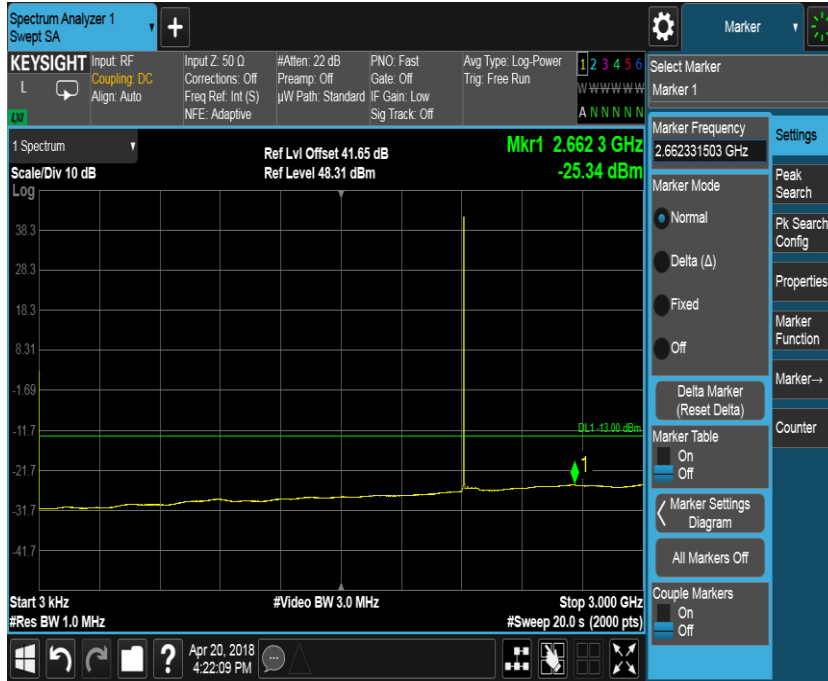 Spectrum Analyzer 1
Swept SA
+
Marker
KEYSIGHT
L
LXI
Input: RF
Coupling: DC
Align: Auto
Input Z: 50 Ω
Corrections: Off
Freq Ref: Int (S)
NFE: Adaptive
#Atten: 22 dB
Preamp: Off
µW Path: Standard
PNO: Fast
Gate: Off
IF Gain: Low
Sig Track: Off
Avg Type: Log-Power
Trig: Free Run
1 2 3 4 5 6
W W W W W W
A N N N N N
Select Marker
Marker 1
1 Spectrum
Scale/Div 10 dB
Log
Ref Lvl Offset 41.65 dB
Ref Level 48.31 dBm
Mkr1 2.662 3 GHz
-25.34 dBm
38.3
28.3
18.3
8.31
-1.69
-11.7
-21.7
-31.7
-41.7
DL1 -13.00 dBm
1
Start 3 kHz
#Res BW 1.0 MHz
#Video BW 3.0 MHz
Stop 3.000 GHz
#Sweep 20.0 s (2000 pts)
Marker Frequency
2.662331503 GHz
Marker Mode
Normal
Delta (Δ)
Fixed
Off
Delta Marker
(Reset Delta)
Marker Table
On
Off
Marker Settings
Diagram
All Markers Off
Couple Markers
On
Off
Settings
Peak
Search
Pk Search
Config
Properties
Marker
Function
Marker→
Counter
?
Apr 20, 2018
4:22:09 PM